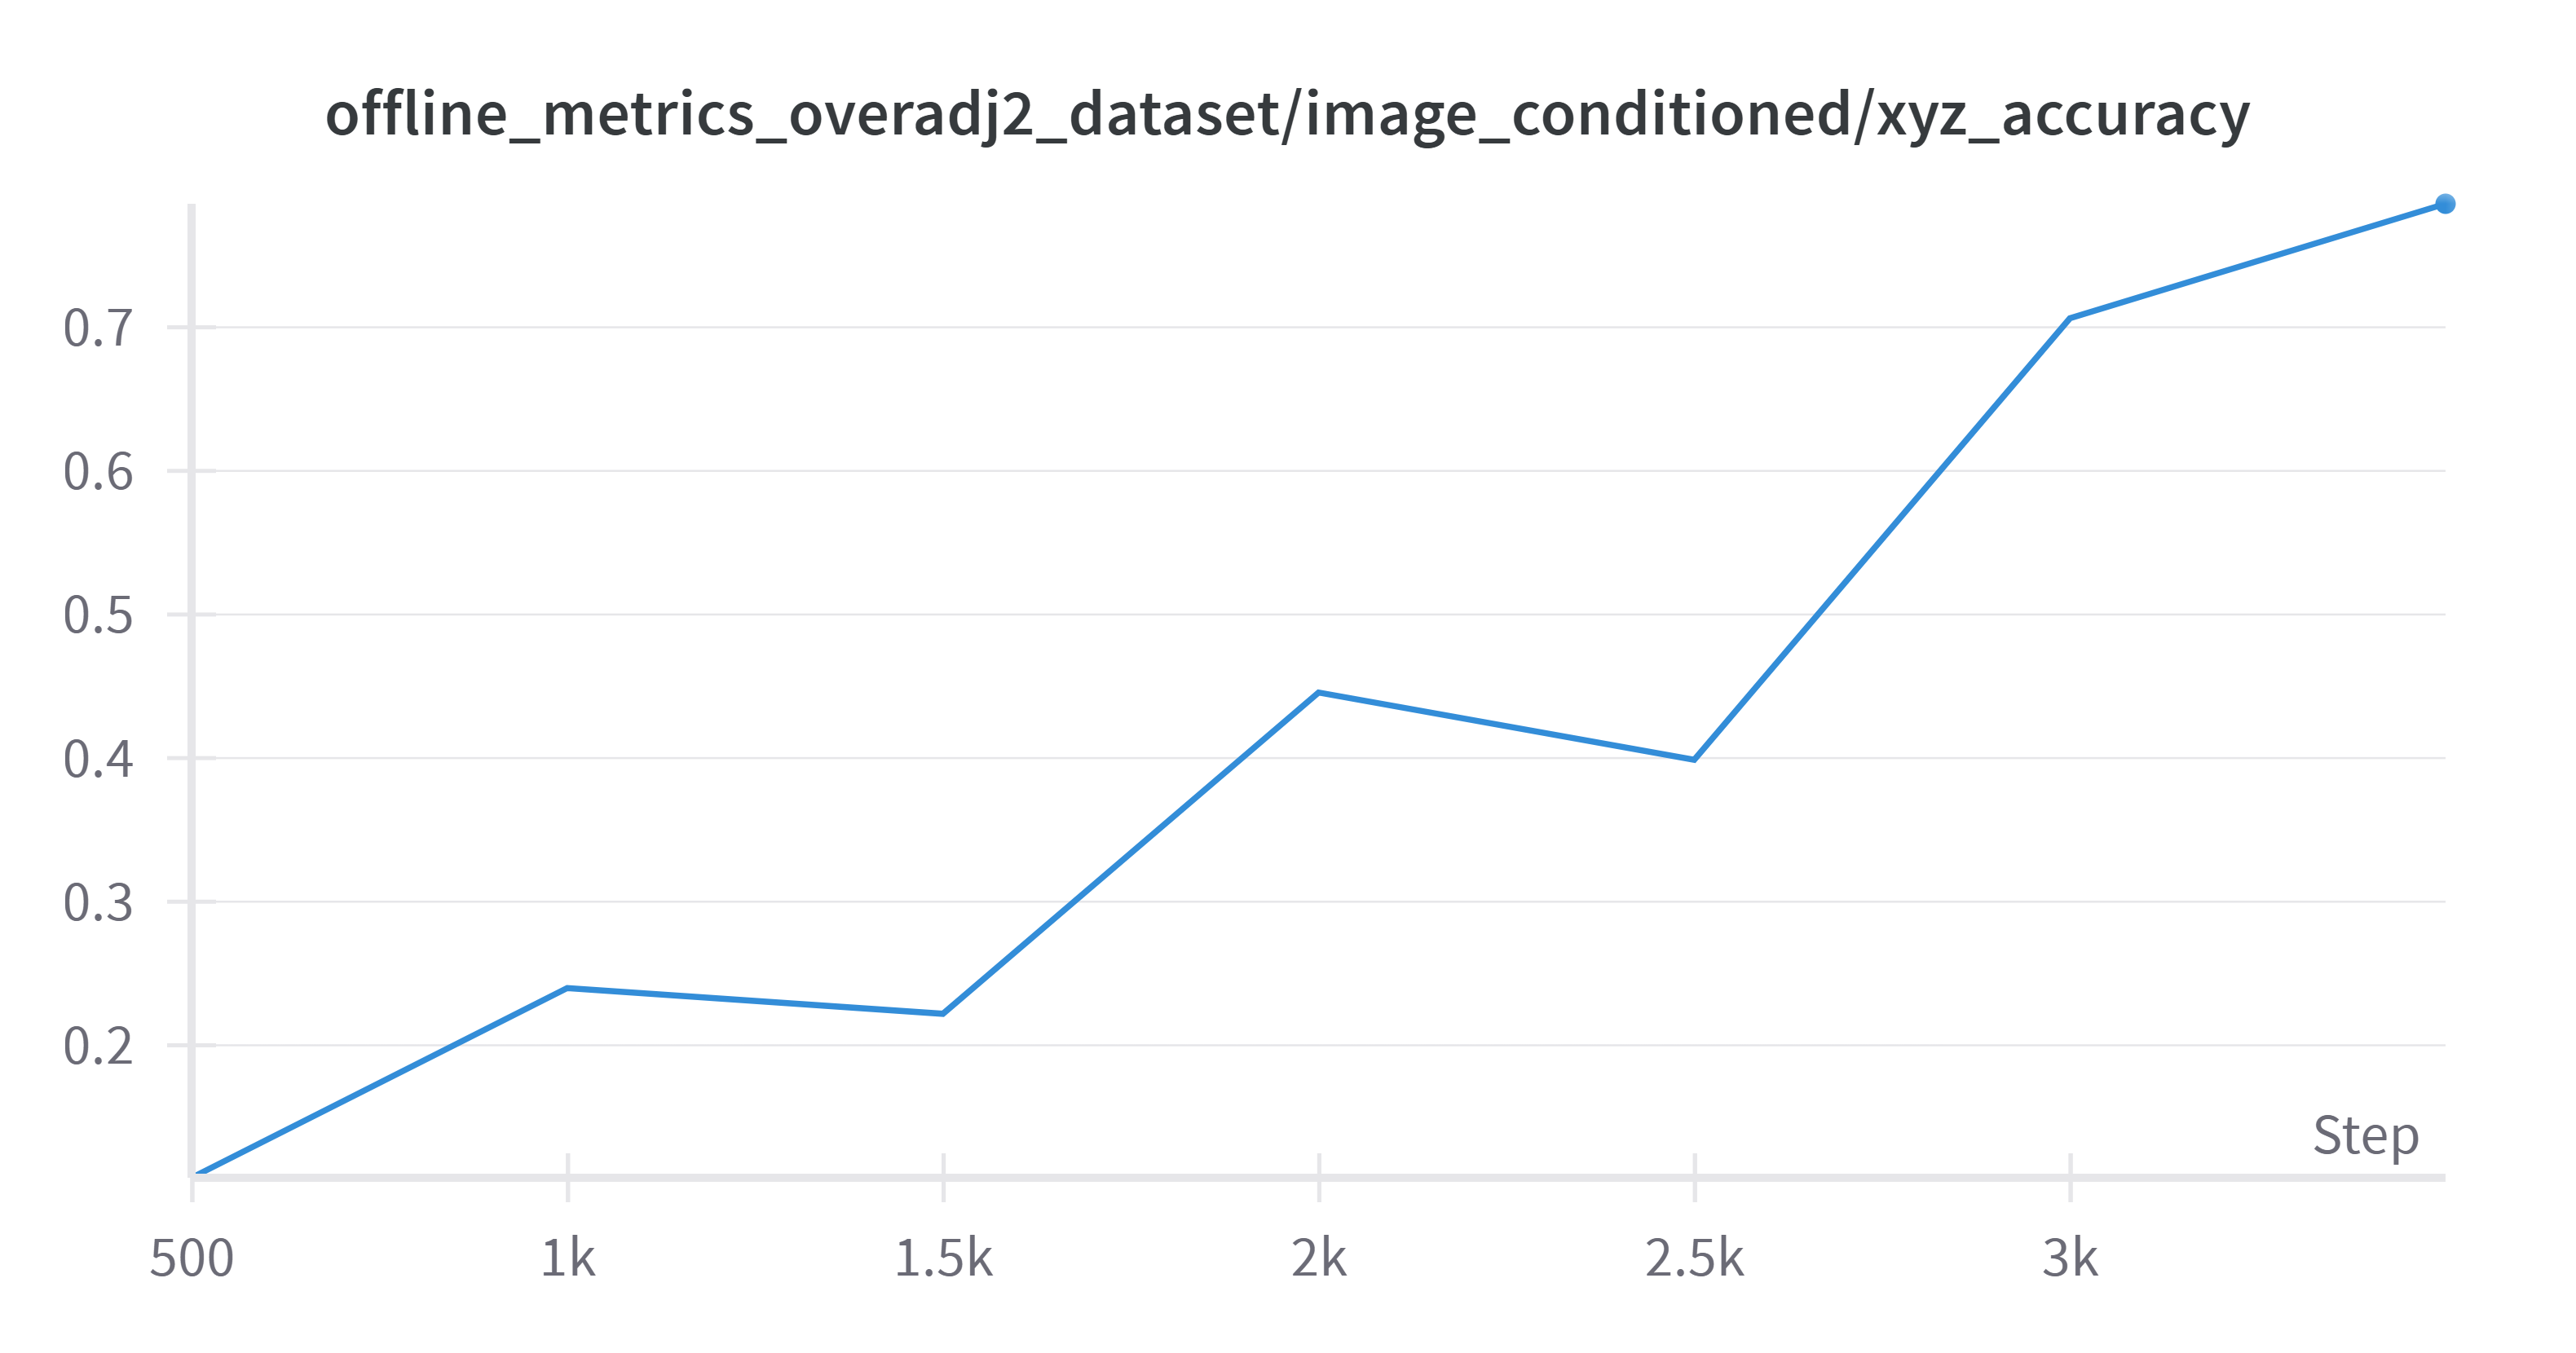 offline_metrics_overadj2_dataset/image_conditioned/xyz_accuracy
0.7
0.6
0.5
0.4
0.3
0.2
Step
500 1k 1.5k 2k 2.5k 3k